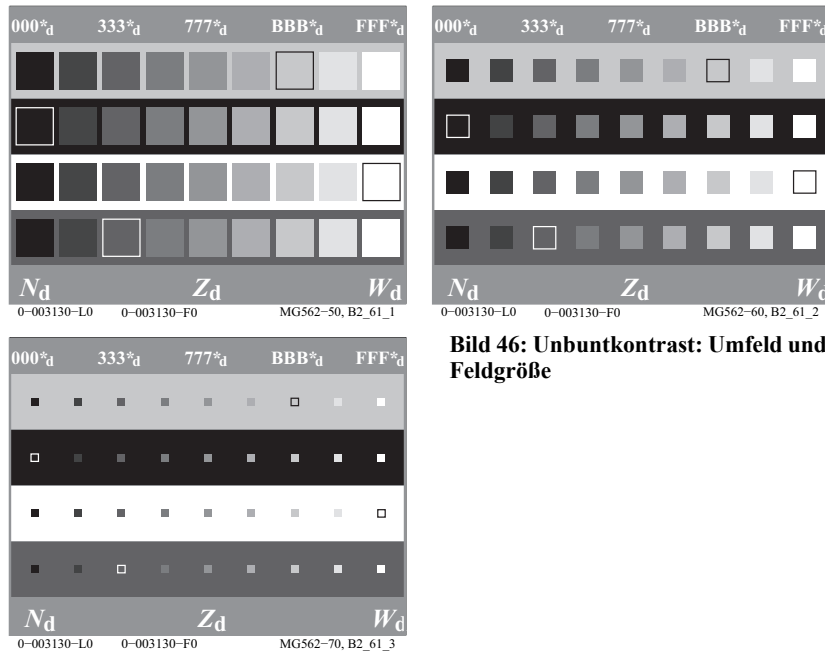 000*d 333*d 777*d BBB*d FFF*d
Nd Zd Wd
0−003130−L0 0−003130−F0 MG562−50, B2_61_1
000*d 333*d 777*d BBB*d FFF*d
Nd Zd Wd
0−003130−L0 0−003130−F0 MG562−60, B2_61_2
Bild 46: Unbuntkontrast: Umfeld und
Feldgröße
000*d 333*d 777*d BBB*d FFF*d
Nd Zd Wd
0−003130−L0 0−003130−F0 MG562−70, B2_61_3